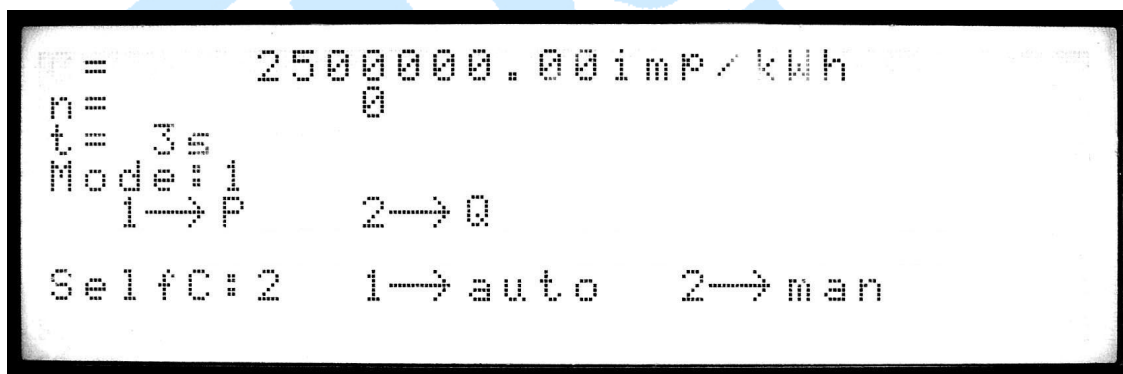 = 2500000.00imp/kWh
n= 0
t= 3s
Mode:1
1→P 2→Q
SelfC:2 1→auto 2→man